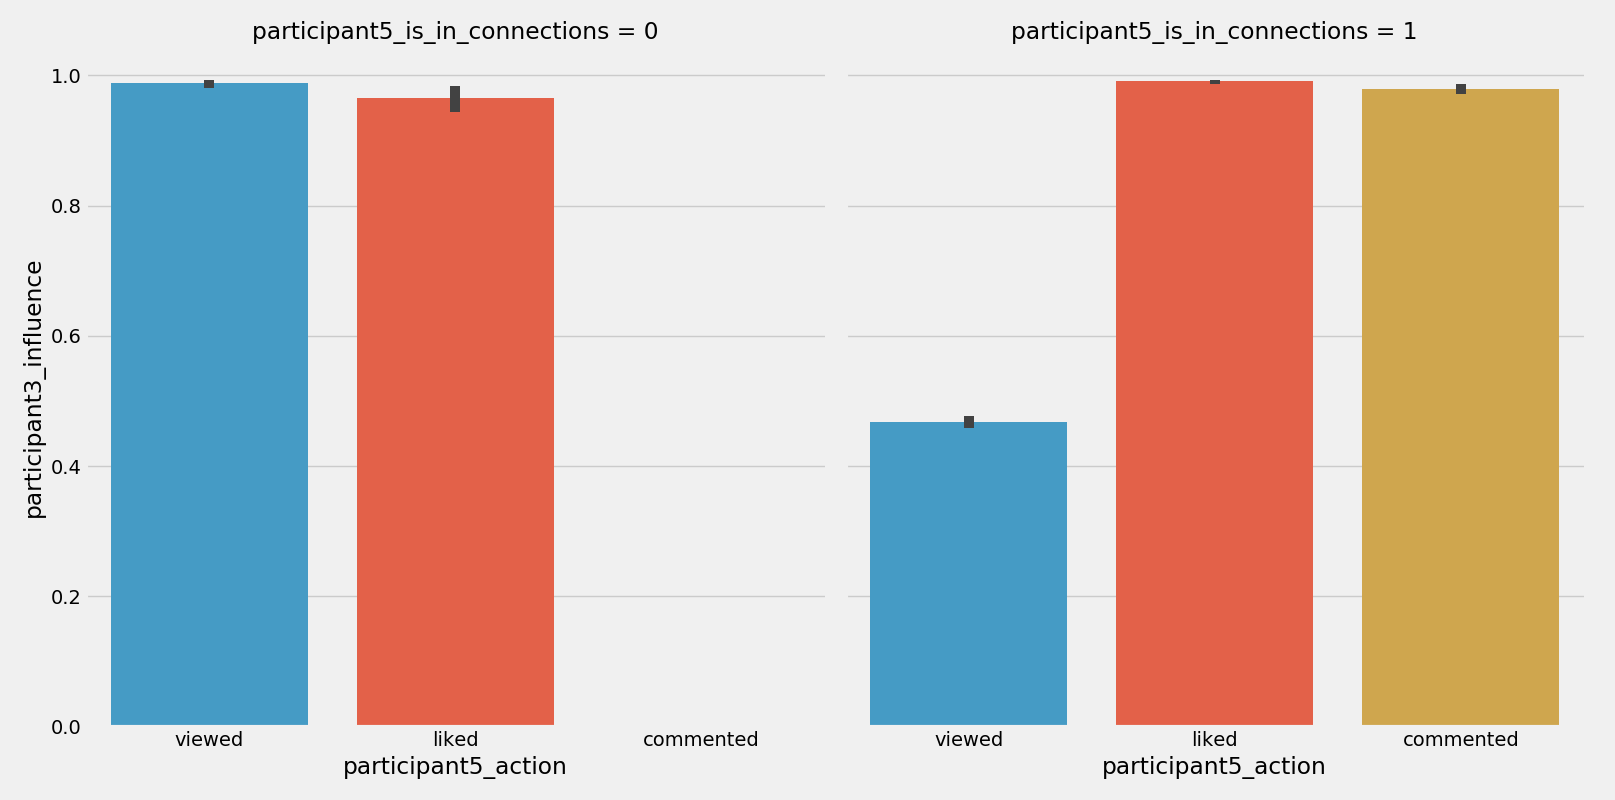 participant5_is_in_connections = 0
participant5_is_in_connections = 1
participant3_influence
1.0
0.8
0.6
0.4
0.2
0.0
viewed
liked
commented
viewed
liked
commented
participant5_action
participant5_action